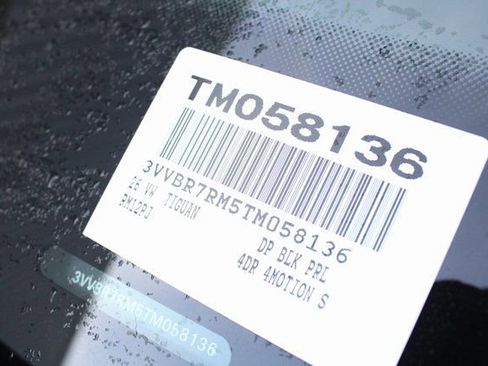 TM058136
3VVBR7RM5TM058136
26 VW TIGUAN
DP BLK PRL
RM12PJ
4DR 4MOTION S
3VVBR7RM5TM058136